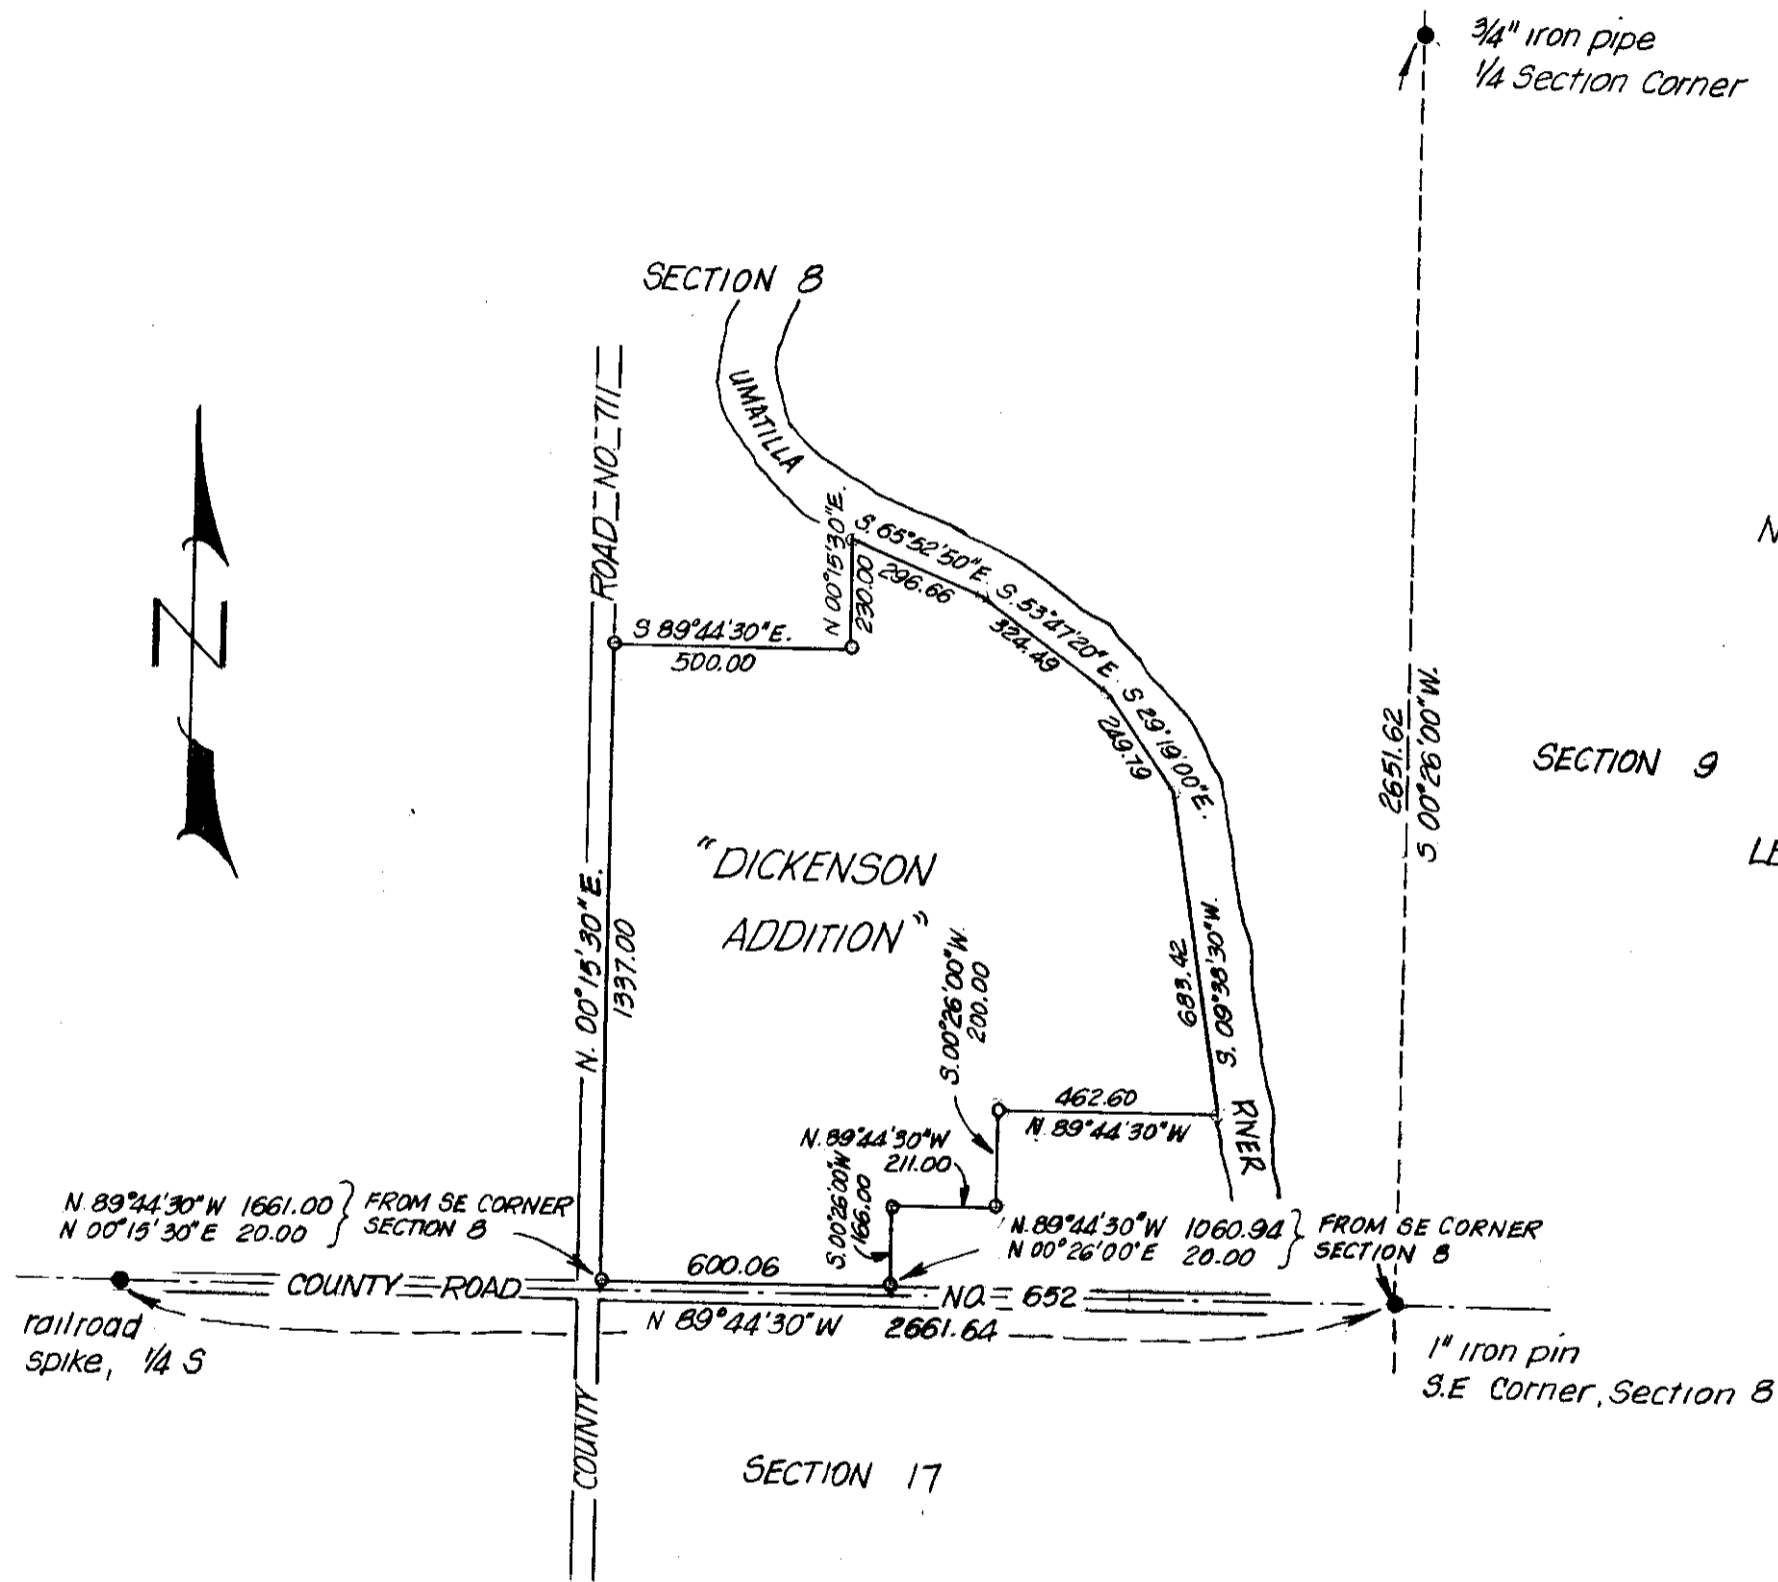 3/4" iron pipe
1/4 Section Corner
SECTION 8
UMATILLA
ROAD NO. 711
N 00°15'30"E.
230.00
S. 65°52'50"E.
296.66
S. 53°47'20"E.
324.49
S 29°19'00"E.
249.79
S 89°44'30"E.
500.00
N
2651.62
S 00°26'00"W.
SECTION 9
LE
"DICKENSON
ADDITION"
N. 00°15'30"E.
1337.00
683.42
S. 09°38'30"W.
S.00°26'00"W.
200.00
462.60
N.89°44'30"W
RIVER
N.89°44'30"W
211.00
S.00°26'00"W
166.00
N.89°44'30"W 1661.00 } FROM SE CORNER
N 00°15'30"E 20.00 SECTION 8
N.89°44'30"W 1060.94 } FROM SE CORNER
N 00°26'00"E 20.00 SECTION 8
600.06
COUNTY ROAD NO. 652
N 89°44'30"W 2661.64
railroad
spike, 1/4 S
1" iron pin
S.E Corner, Section 8
COUNTY
SECTION 17
N